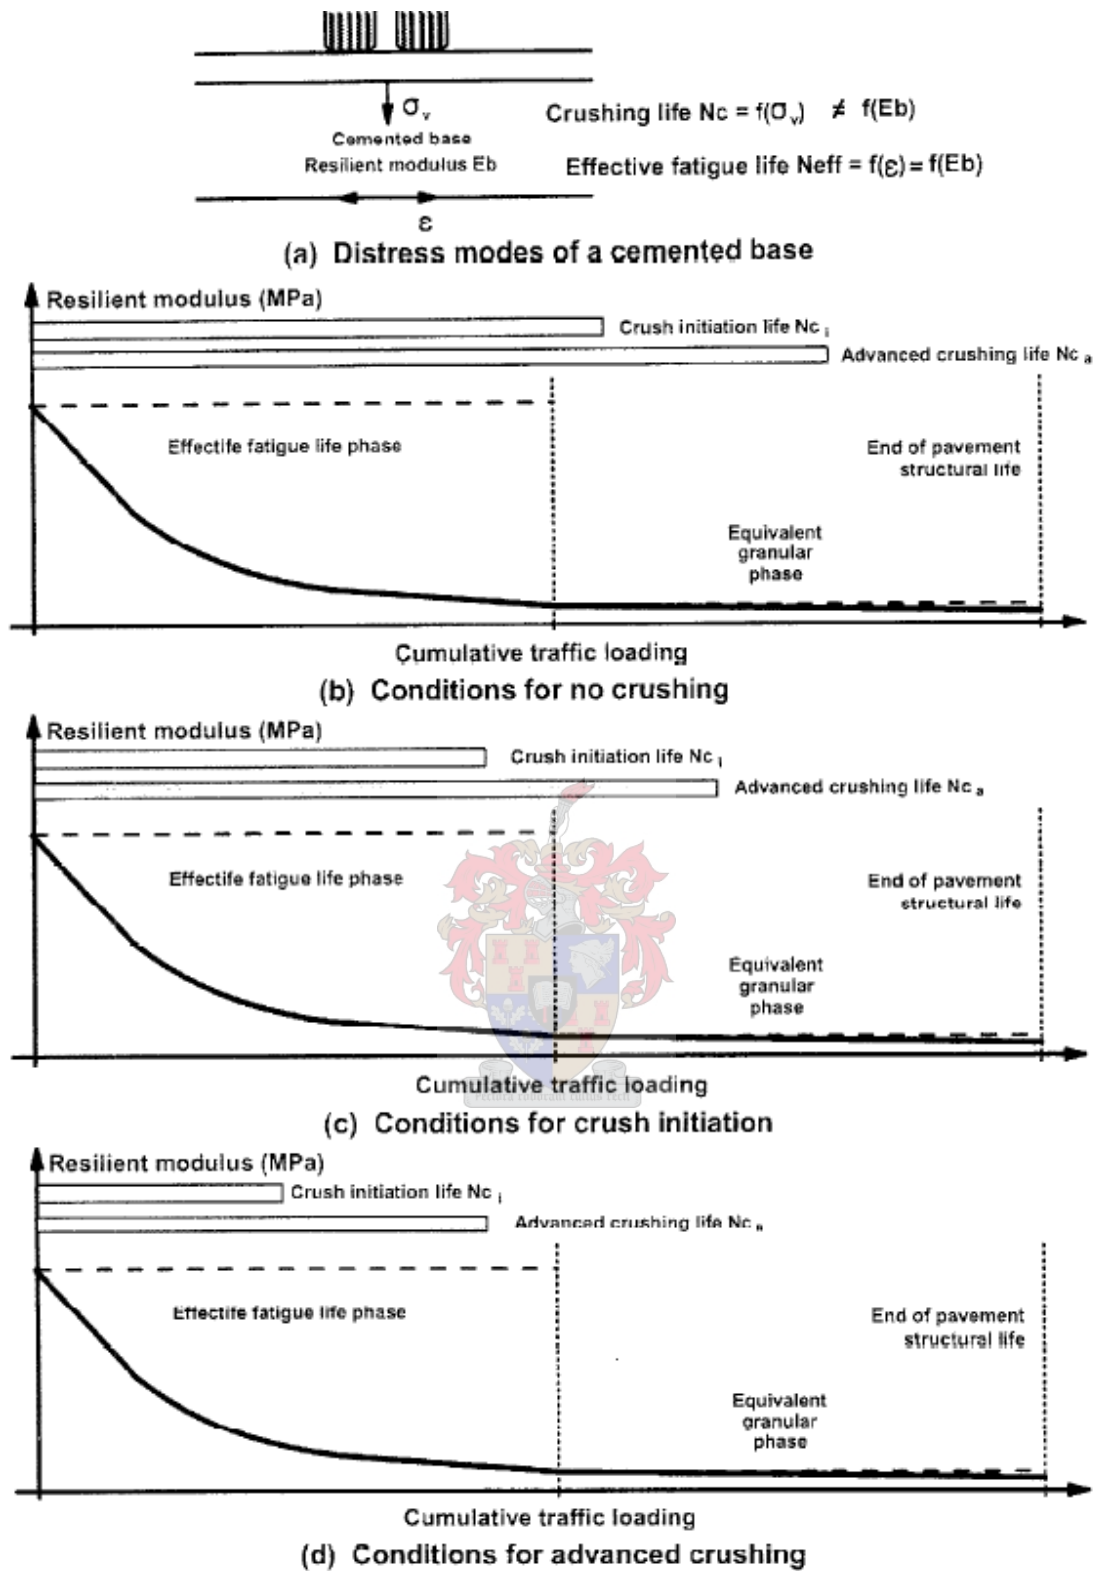 σᵥ
Crushing life Nc = f(σᵥ) ≠ f(Eb)
Cemented base
Resilient modulus Eb
Effective fatigue life Neff = f(ε) = f(Eb)
ε
(a) Distress modes of a cemented base
Resilient modulus (MPa)
Crush initiation life Nc i
Advanced crushing life Nc a
Effectife fatigue life phase
End of pavement
structural life
Equivalent
granular
phase
Cumulative traffic loading
(b) Conditions for no crushing
Resilient modulus (MPa)
Crush initiation life Nc i
Advanced crushing life Nc a
Effectife fatigue life phase
End of pavement
structural life
Equivalent
granular
phase
Cumulative traffic loading
Pectora roborant cultus recti
(c) Conditions for crush initiation
Resilient modulus (MPa)
Crush initiation life Nc i
Advanced crushing life Nc a
Effectife fatigue life phase
End of pavement
structural life
Equivalent
granular
phase
Cumulative traffic loading
(d) Conditions for advanced crushing